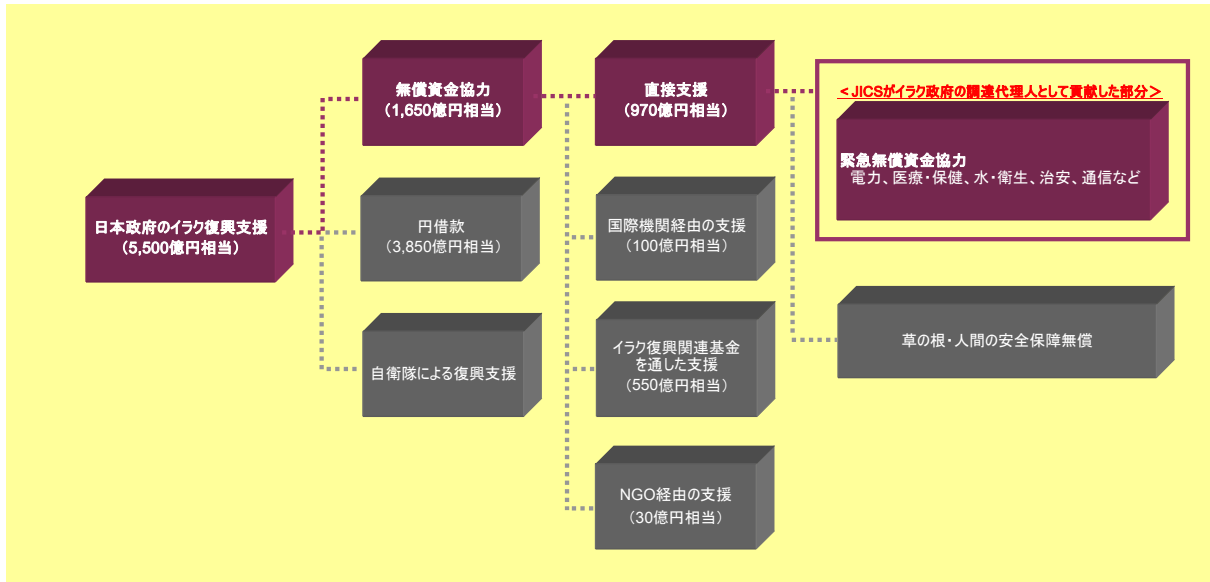 日本政府のイラク復興支援
（5,500億円相当）
無償資金協力
（1,650億円相当）
円借款
（3,850億円相当）
自衛隊による復興支援
直接支援
（970億円相当）
国際機関経由の支援
（100億円相当）
イラク復興関連基金
を通した支援
（550億円相当）
NGO経由の支援
（30億円相当）
＜JICSがイラク政府の調達代理人として貢献した部分＞
緊急無償資金協力
電力、医療・保健、水・衛生、治安、通信など
草の根・人間の安全保障無償